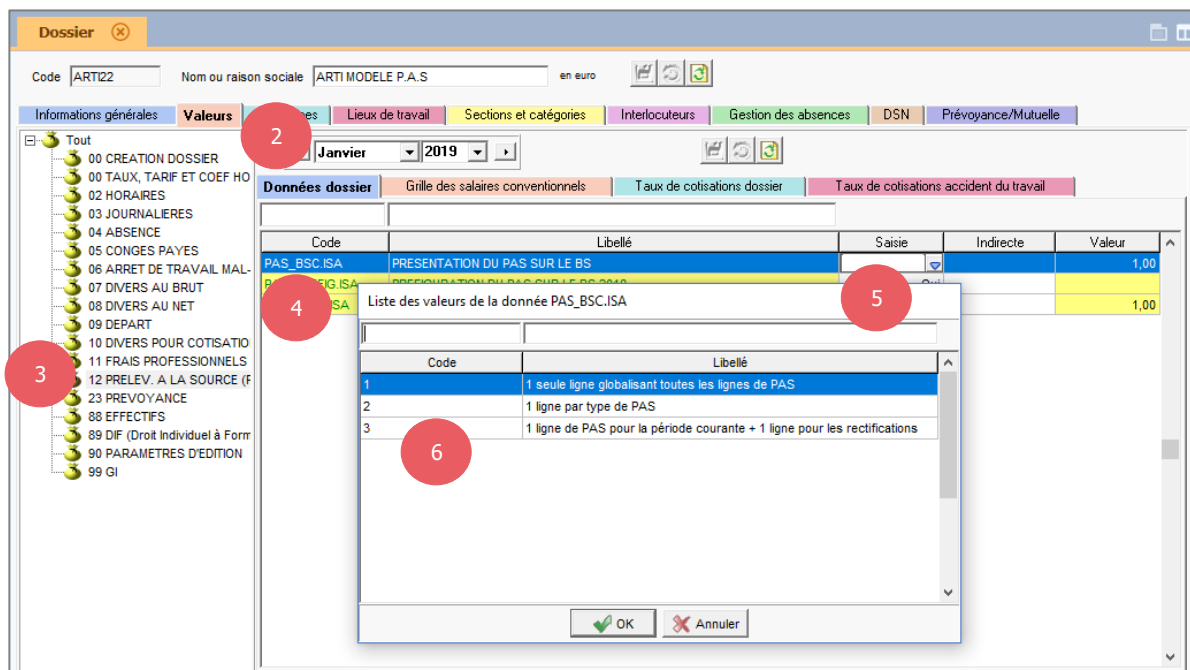 Dossier
Code ARTI22 Nom ou raison sociale ARTI MODELE P.A.S en euro
Informations générales Valeurs Lieux de travail Sections et catégories Interlocuteurs Gestion des absences DSN Prévoyance/Mutuelle
2
Tout
00 CREATION DOSSIER
00 TAUX, TARIF ET COEF HO
02 HORAIRES
03 JOURNALIERES
04 ABSENCE
05 CONGES PAYES
06 ARRET DE TRAVAIL MAL-
07 DIVERS AU BRUT
08 DIVERS AU NET
09 DEPART
10 DIVERS POUR COTISATIO
11 FRAIS PROFESSIONNELS
3
12 PRELEV. A LA SOURCE (F
23 PREVOYANCE
88 EFFECTIFS
89 DIF (Droit Individuel à Form
90 PARAMETRES D'EDITION
99 GI
Janvier 2019
Données dossier Grille des salaires conventionnels Taux de cotisations dossier Taux de cotisations accident du travail
Code Libellé Saisie Indirecte Valeur
PAS_BSC.ISA PRESENTATION DU PAS SUR LE BS 1,00
1,00
4
5
Liste des valeurs de la donnée PAS_BSC.ISA
Code Libellé
1 1 seule ligne globalisant toutes les lignes de PAS
2 1 ligne par type de PAS
3 1 ligne de PAS pour la période courante + 1 ligne pour les rectifications
6
OK Annuler